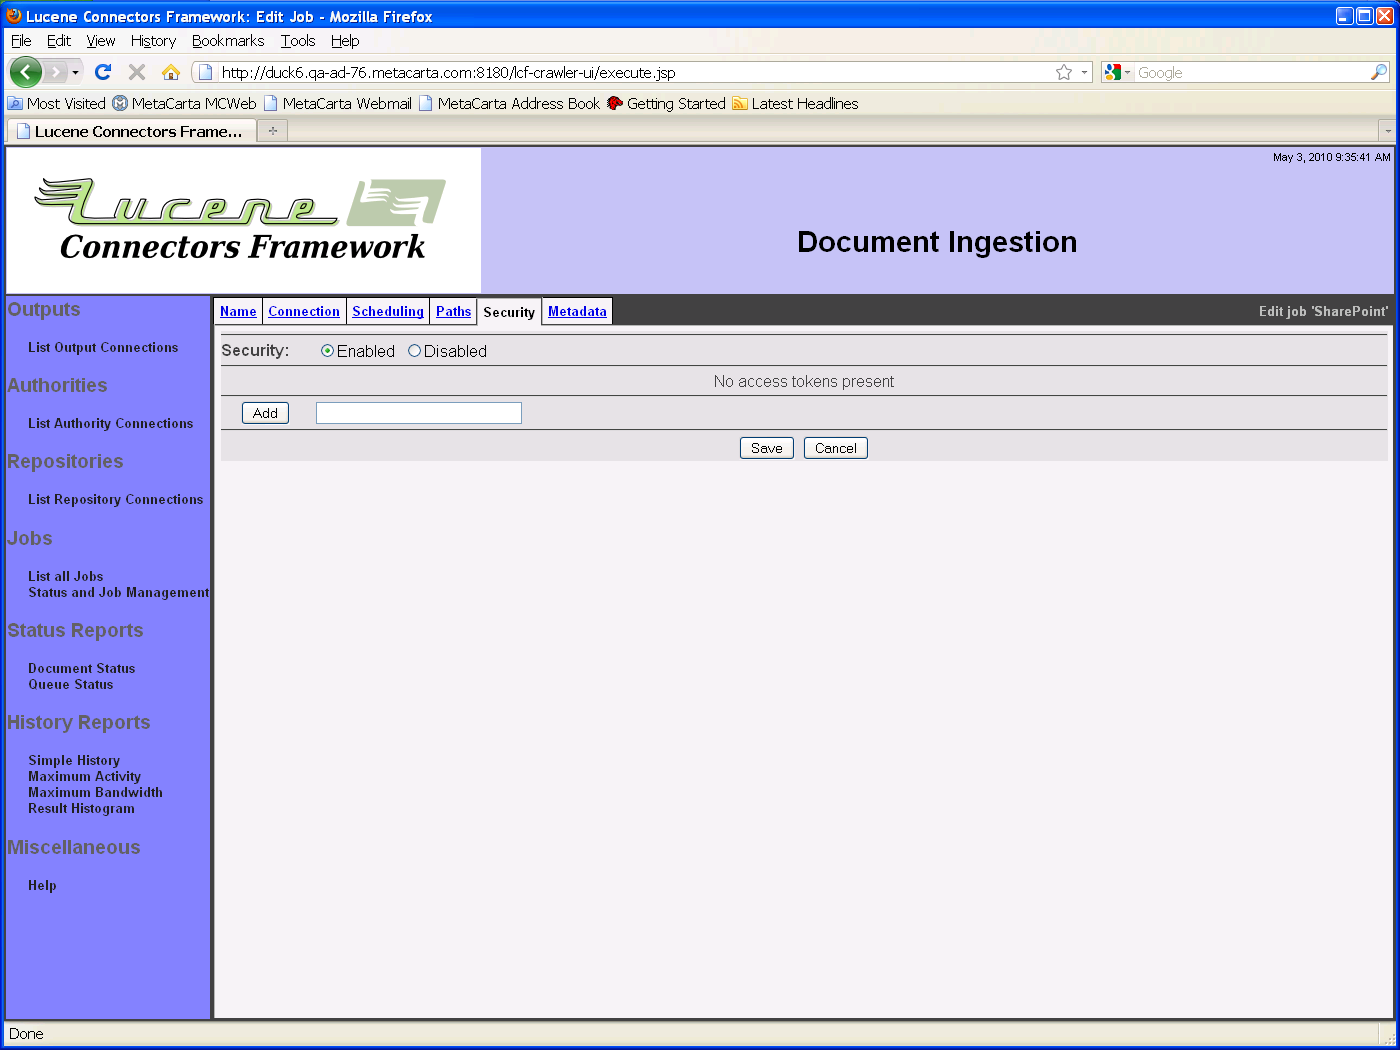 Lucene Connectors Framework: Edit Job - Mozilla Firefox
File Edit View History Bookmarks Tools Help
http://duck6.qa-ad-76.metacarta.com:8180/lcf-crawler-ui/execute.jsp Google
Most Visited MetaCarta MCWeb MetaCarta Webmail MetaCarta Address Book Getting Started Latest Headlines
Lucene Connectors Frame...
May 3, 2010 9:35:41 AM
Lucene
Connectors Framework
Document Ingestion
Outputs
List Output Connections
Authorities
List Authority Connections
Repositories
List Repository Connections
Jobs
List all Jobs
Status and Job Management
Status Reports
Document Status
Queue Status
History Reports
Simple History
Maximum Activity
Maximum Bandwidth
Result Histogram
Miscellaneous
Help
Name Connection Scheduling Paths Security Metadata Edit job 'SharePoint'
Security: Enabled Disabled
No access tokens present
Add
Save Cancel
Done